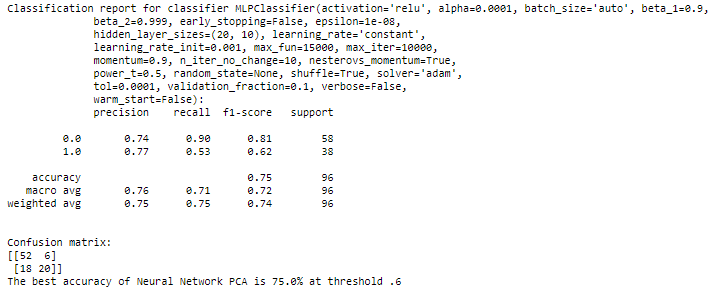 Classification report for classifier MLPClassifier(activation='relu', alpha=0.0001, batch_size='auto', beta_1=0.9,
beta_2=0.999, early_stopping=False, epsilon=1e-08,
hidden_layer_sizes=(20, 10), learning_rate='constant',
learning_rate_init=0.001, max_fun=15000, max_iter=10000,
momentum=0.9, n_iter_no_change=10, nesterovs_momentum=True,
power_t=0.5, random_state=None, shuffle=True, solver='adam',
tol=0.0001, validation_fraction=0.1, verbose=False,
warm_start=False):
precision recall f1-score support
0.0 0.74 0.90 0.81 58
1.0 0.77 0.53 0.62 38
accuracy 0.75 96
macro avg 0.76 0.71 0.72 96
weighted avg 0.75 0.75 0.74 96
Confusion matrix:
[[52 6]
[18 20]]
The best accuracy of Neural Network PCA is 75.0% at threshold .6